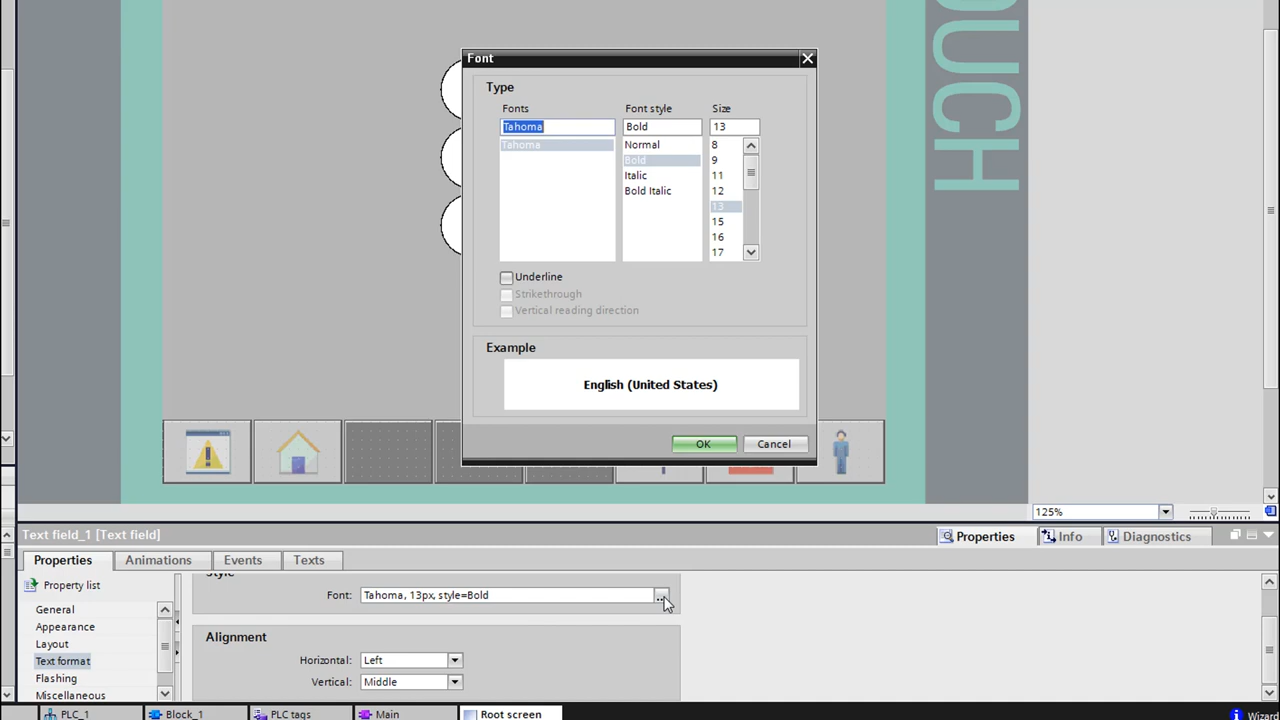 OUCH
Font
Type
Fonts
Font style
Size
Tahoma
Bold
13
Tahoma
Normal
Bold
Italic
Bold Italic
8
9
11
12
13
15
16
17
Underline
Strikethrough
Vertical reading direction
Example
English (United States)
OK
Cancel
125%
Text field_1 [Text field]
Properties
Info
Diagnostics
Properties
Animations
Events
Texts
Property list
General
Appearance
Layout
Text format
Flashing
Miscellaneous
Style
Font:
Tahoma, 13px, style=Bold
...
Alignment
Horizontal:
Left
Vertical:
Middle
PLC_1
Block_1
PLC tags
Main
Root screen
Wizard